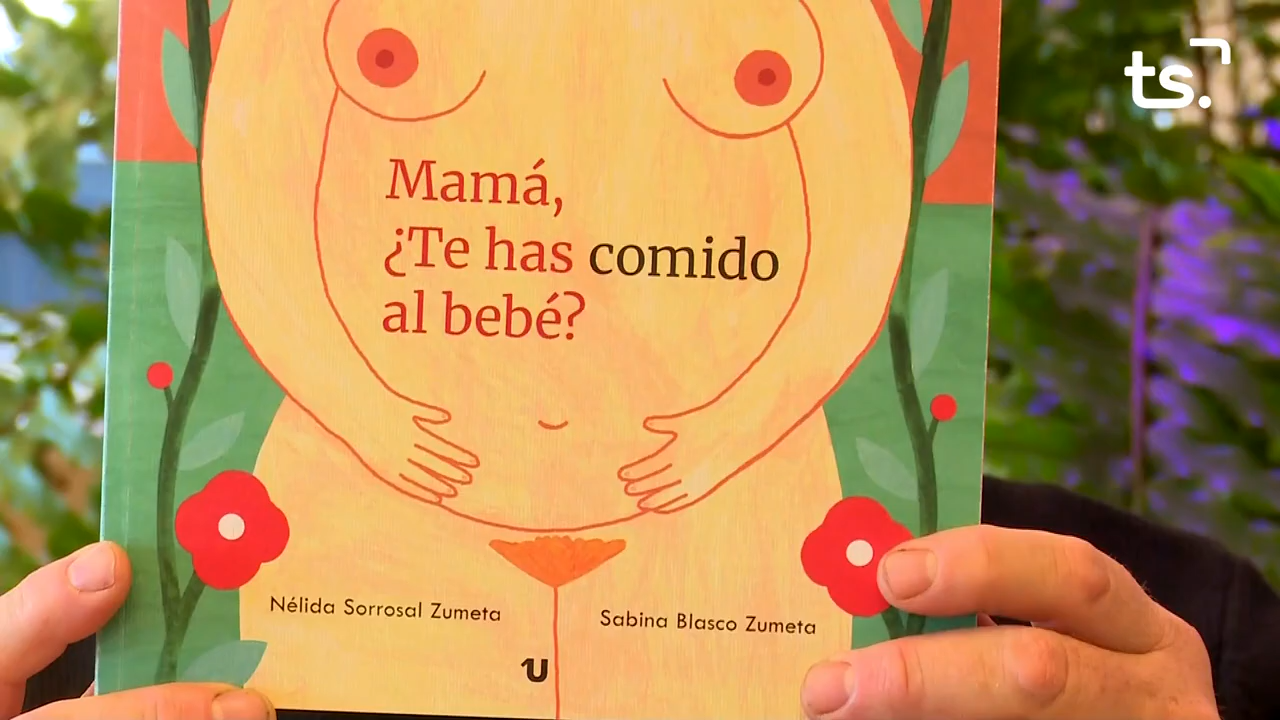 ts.
Mamá,
¿Te has comido
al bebé?
Nélida Sorrosal Zumeta
Sabina Blasco Zumeta
U